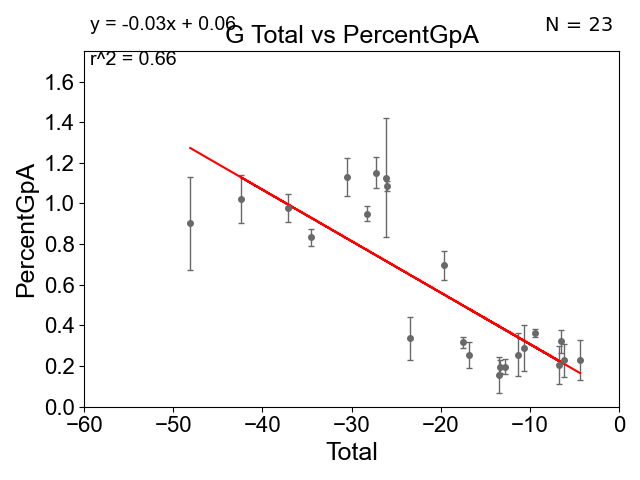 y = -0.03x + 0.06
N = 23
G Total vs PercentGpA
r^2 = 0.66
PercentGpA
1.6
1.4
1.2
1.0
0.8
0.6
0.4
0.2
0.0
−60 −50 −40 −30 −20 −10 0
Total